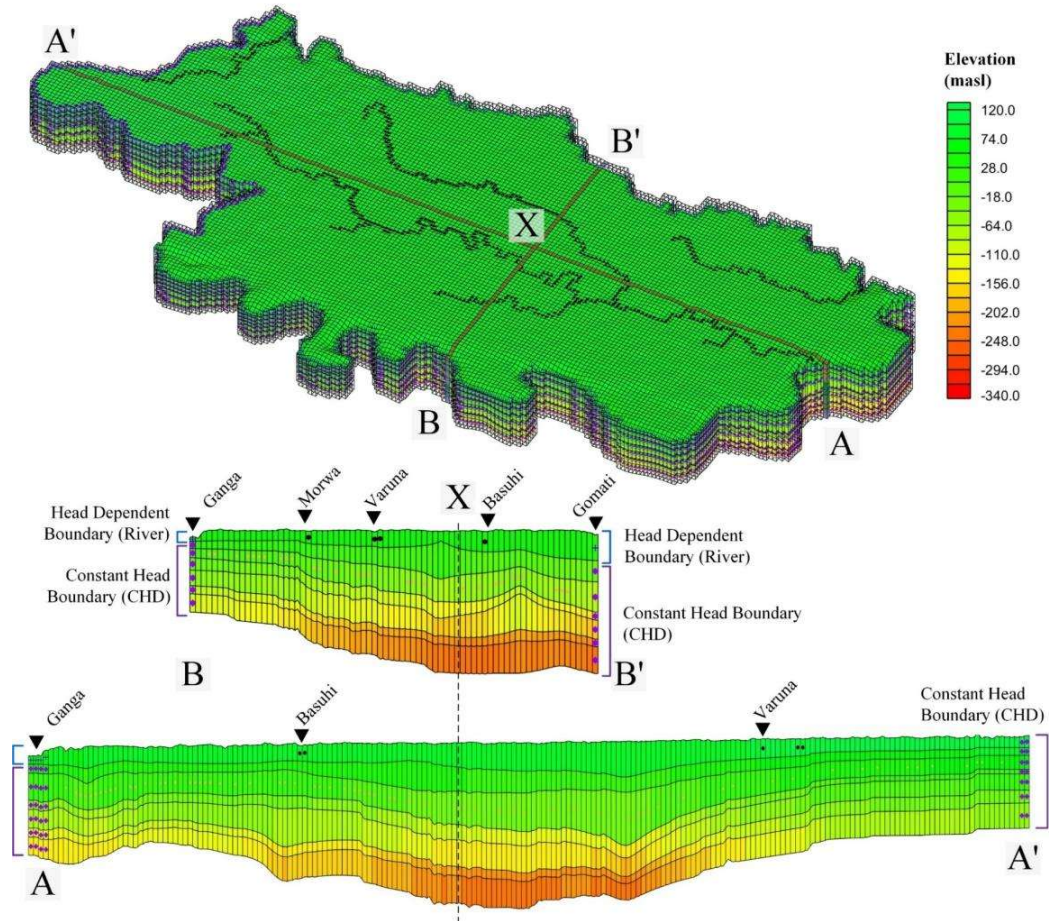 A'
B'
X
B
A
Elevation
(masl)
120.0
74.0
28.0
-18.0
-64.0
-110.0
-156.0
-202.0
-248.0
-294.0
-340.0
Ganga
Morwa
Varuna
X
Basuhi
Gomati
Head Dependent
Boundary (River)
Constant Head
Boundary (CHD)
Head Dependent
Boundary (River)
Constant Head Boundary
(CHD)
B
B'
Ganga
Basuhi
Varuna
Constant Head
Boundary (CHD)
A
A'